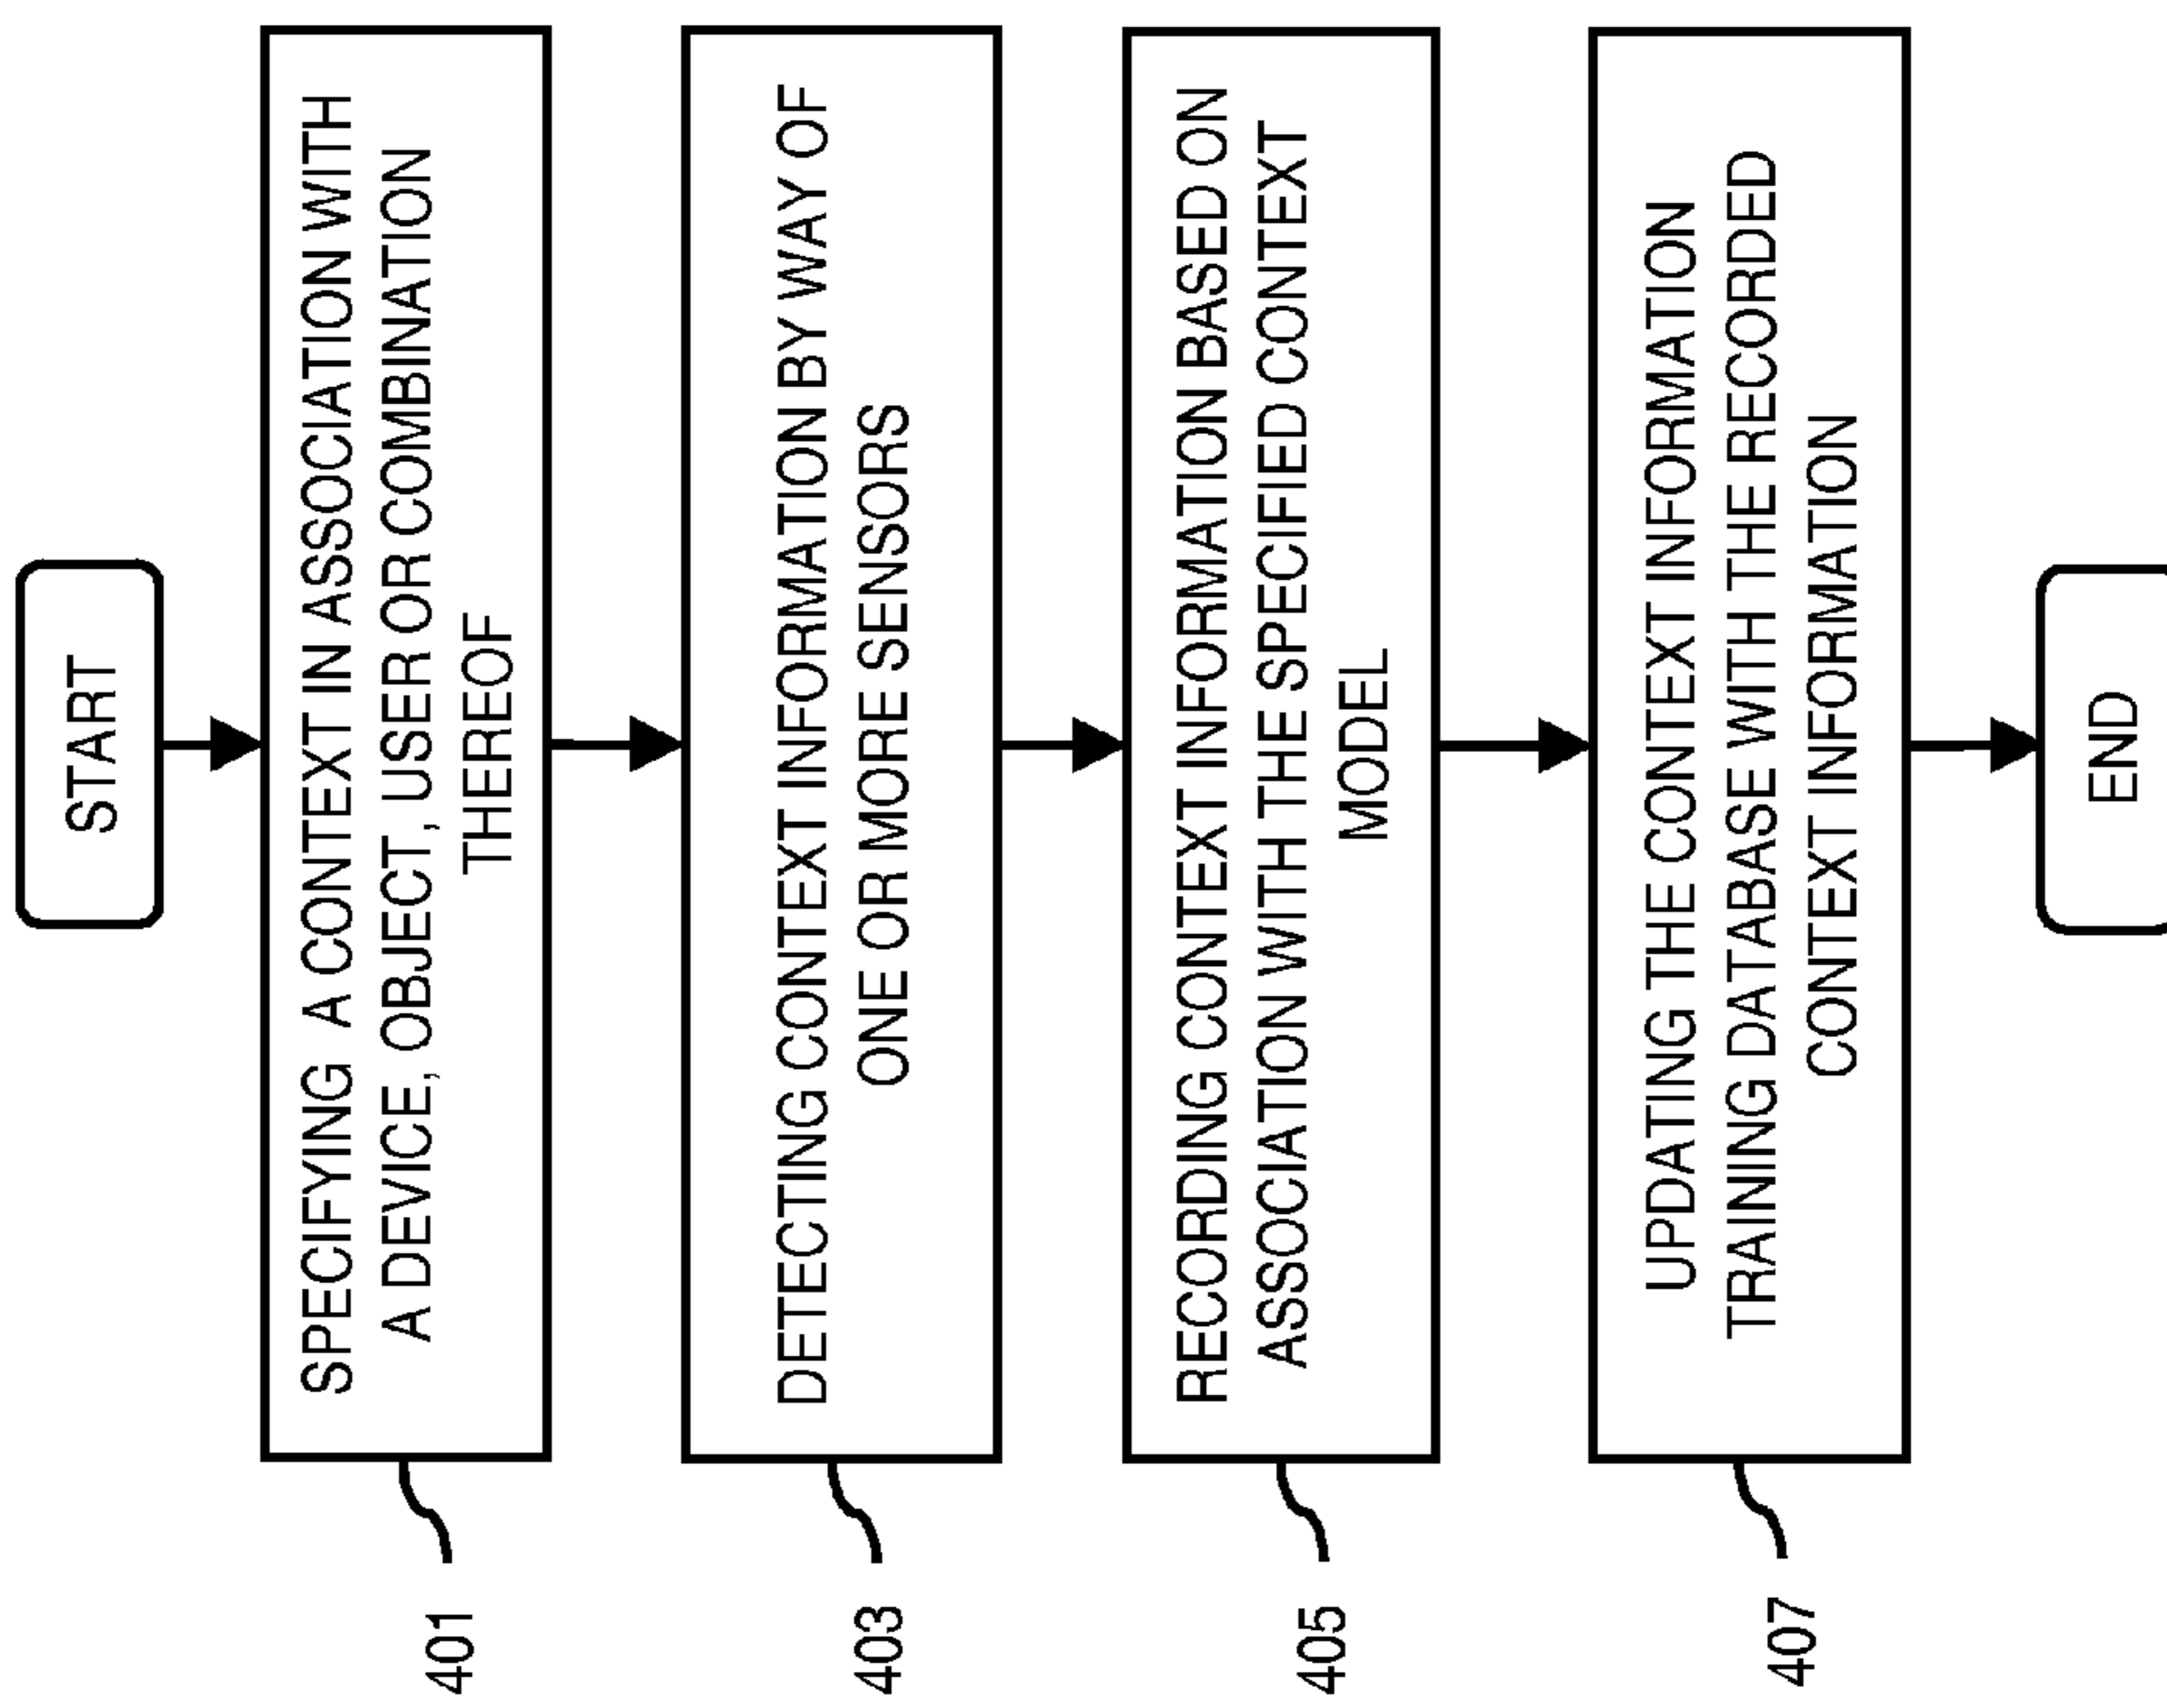 START
SPECIFYING A CONTEXT IN ASSOCIATION WITH
A DEVICE, OBJECT, USER OR COMBINATION
THEREOF
401
DETECTING CONTEXT INFORMATION BY WAY OF
ONE OR MORE SENSORS
403
RECORDING CONTEXT INFORMATION BASED ON
ASSOCIATION WITH THE SPECIFIED CONTEXT
MODEL
405
UPDATING THE CONTEXT INFORMATION
TRAINING DATABASE WITH THE RECORDED
CONTEXT INFORMATION
407
END